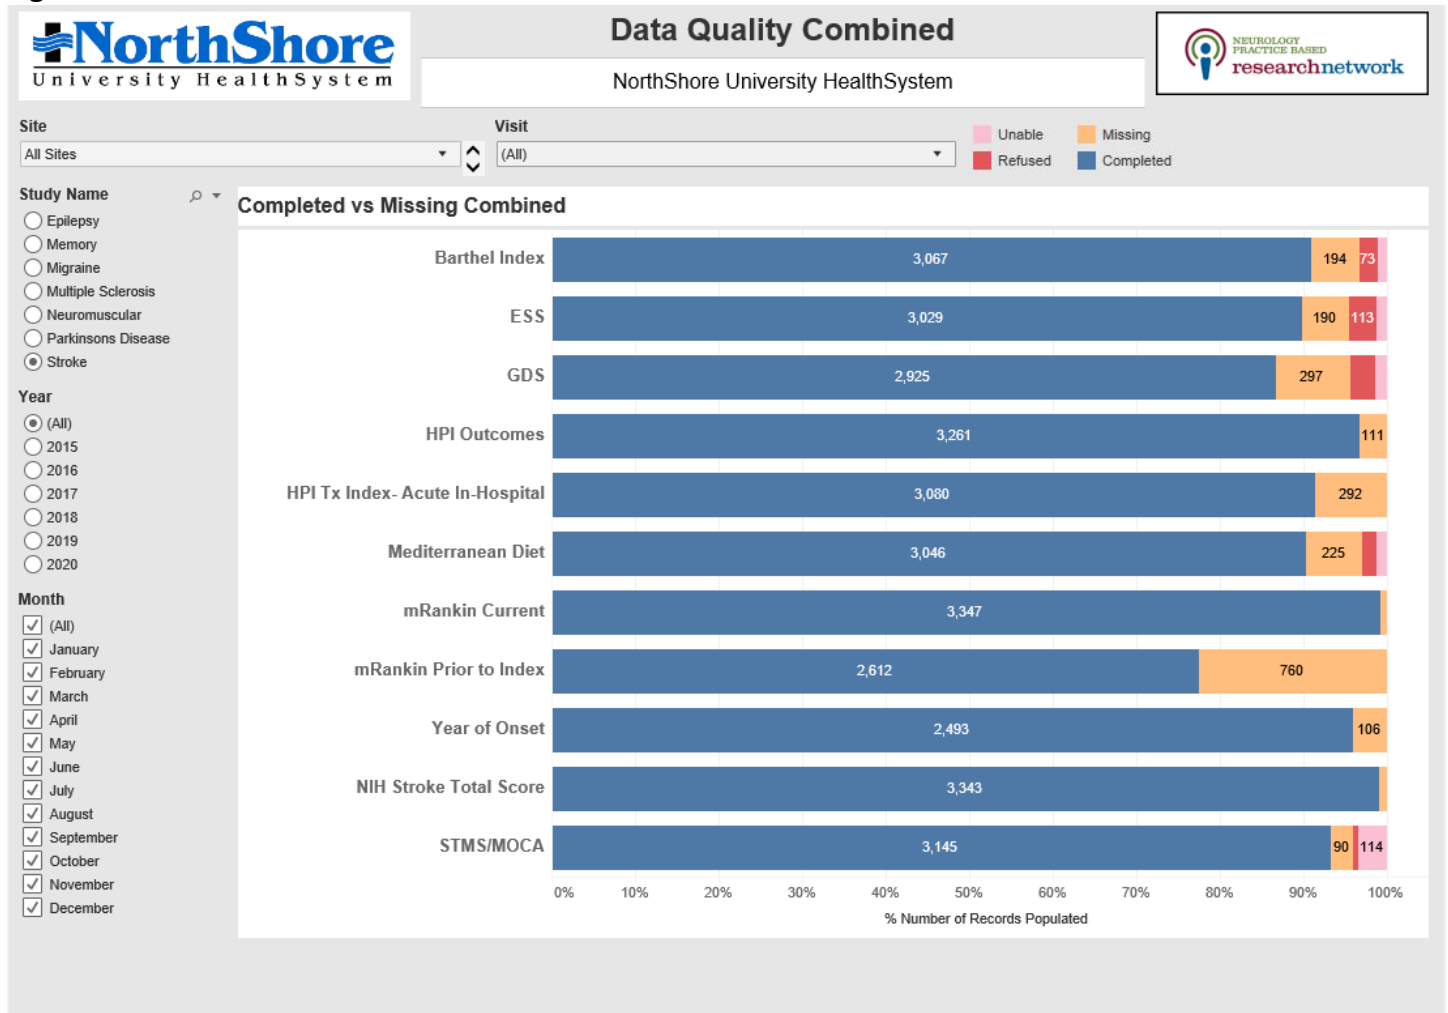 NorthShore
University HealthSystem
Data Quality Combined
NorthShore University HealthSystem
NEUROLOGY
PRACTICE BASED
researchnetwork
Site
All Sites
Visit
(All)
Unable
Missing
Refused
Completed
Study Name
Epilepsy
Memory
Migraine
Multiple Sclerosis
Neuromuscular
Parkinsons Disease
Stroke
Year
(All)
2015
2016
2017
2018
2019
2020
Month
(All)
January
February
March
April
May
June
July
August
September
October
November
December
Completed vs Missing Combined
Barthel Index 3,067 194 73
ESS 3,029 190 113
GDS 2,925 297
HPI Outcomes 3,261 111
HPI Tx Index- Acute In-Hospital 3,080 292
Mediterranean Diet 3,046 225
mRankin Current 3,347
mRankin Prior to Index 2,612 760
Year of Onset 2,493 106
NIH Stroke Total Score 3,343
STMS/MOCA 3,145 90 114
0% 10% 20% 30% 40% 50% 60% 70% 80% 90% 100%
% Number of Records Populated